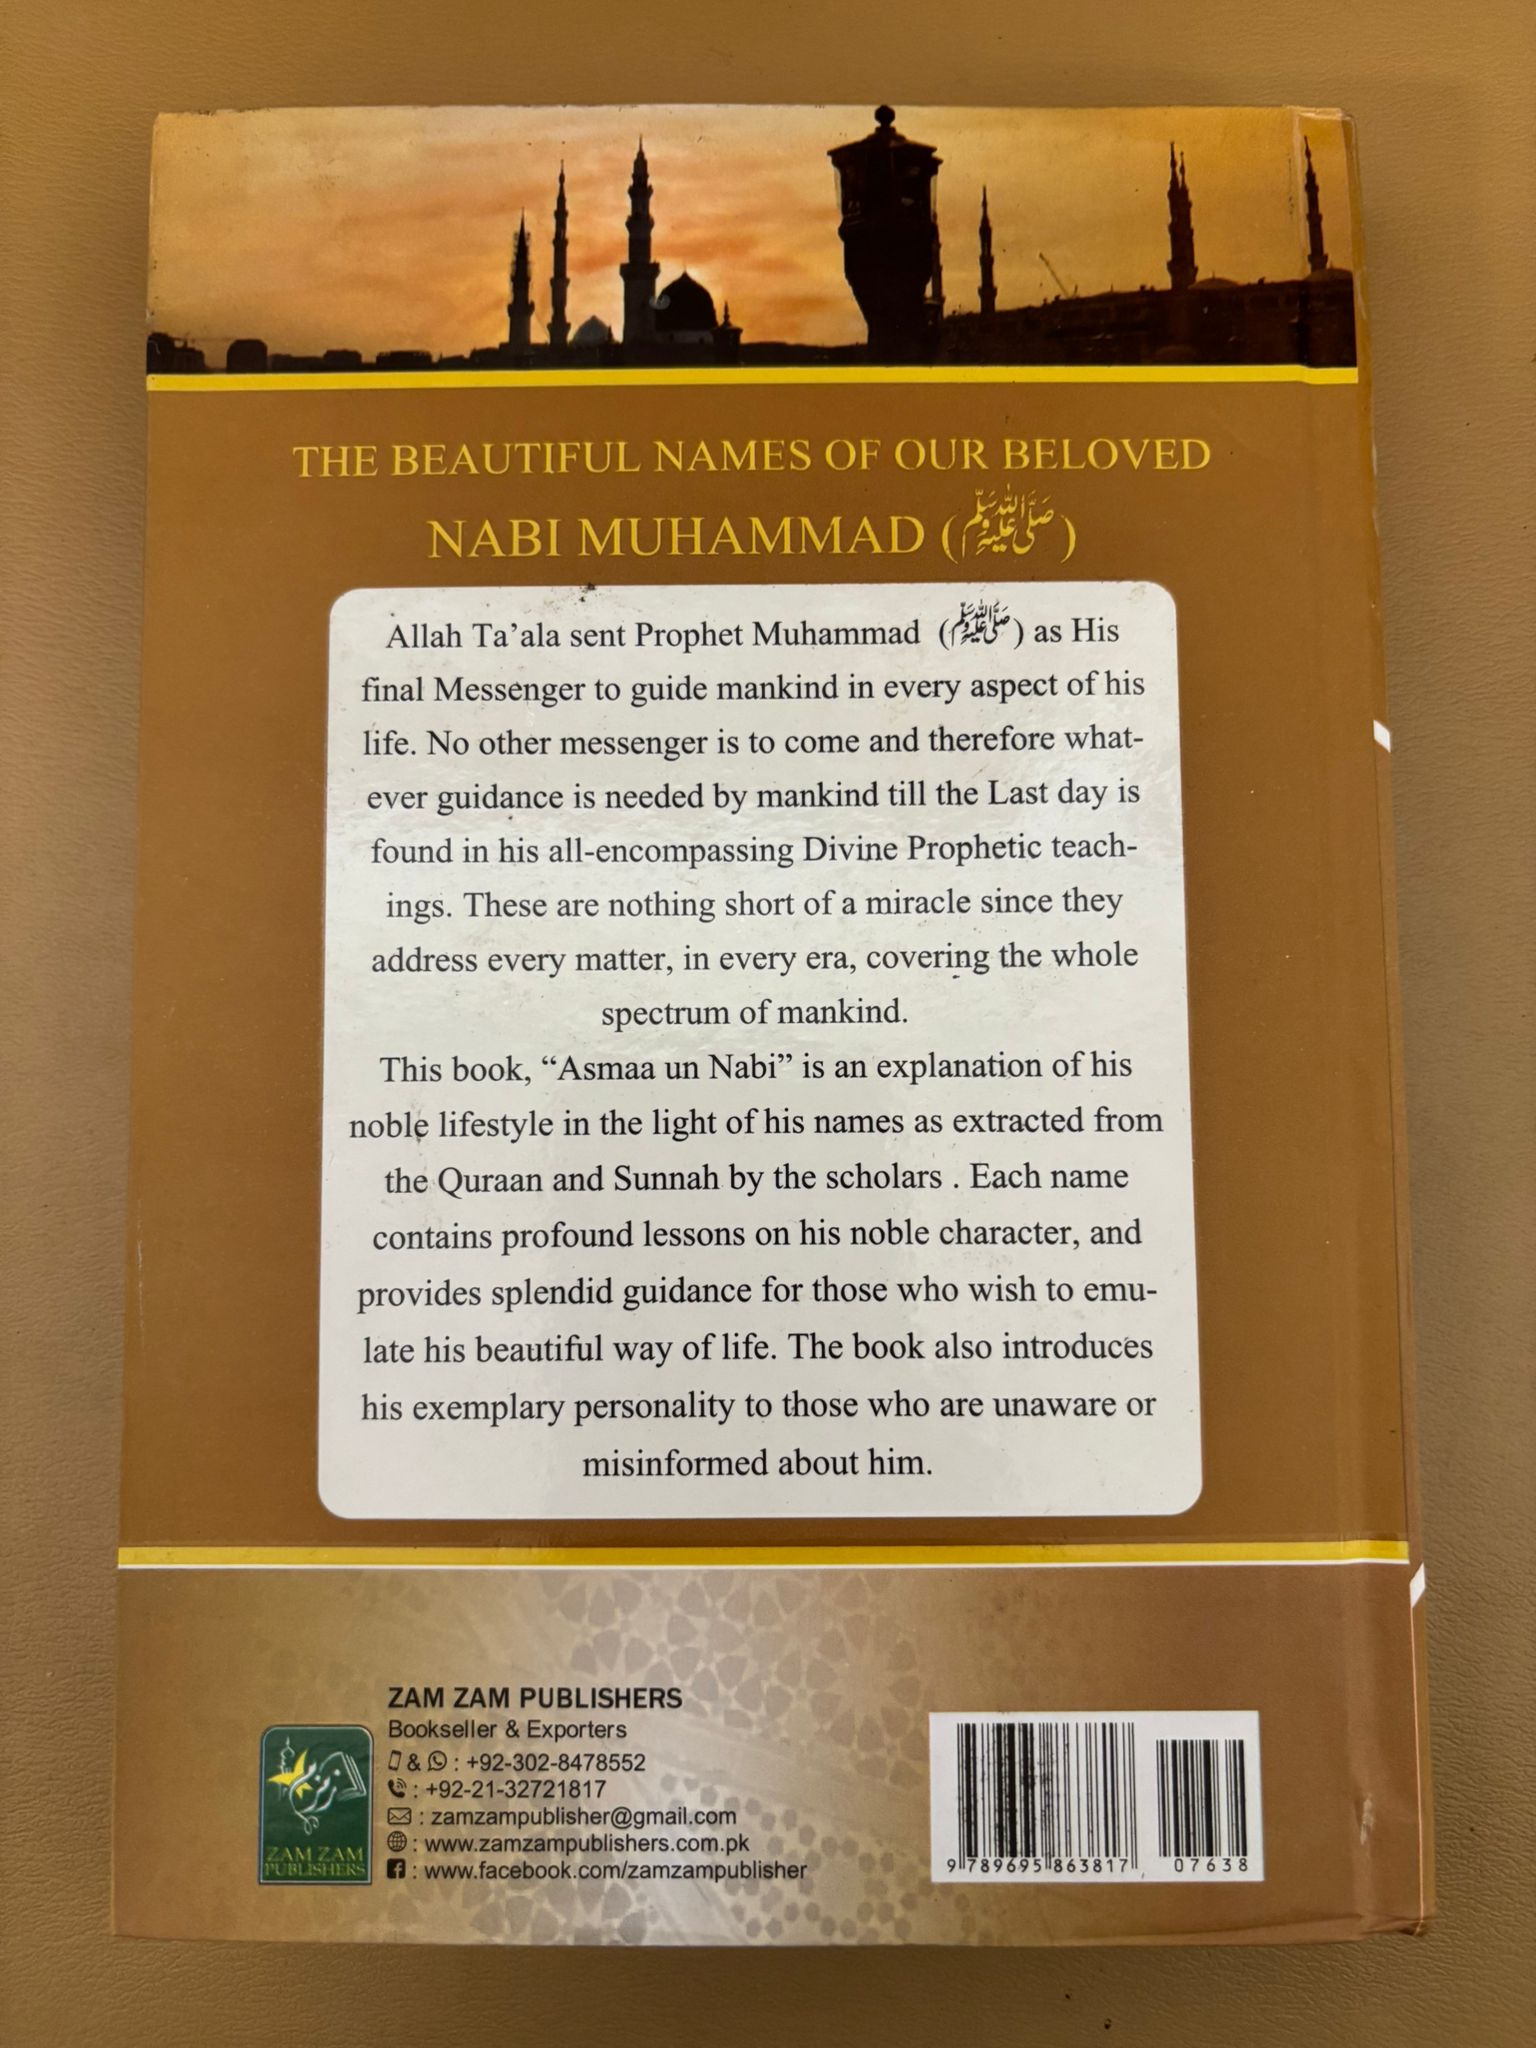 THE BEAUTIFUL NAMES OF OUR BELOVED
NABI MUHAMMAD (صَلَّى اللّٰهُ عَلَيْهِ وَسَلَّمَ)
Allah Ta’ala sent Prophet Muhammad (صَلَّى اللّٰهُ عَلَيْهِ وَسَلَّمَ) as His
final Messenger to guide mankind in every aspect of his
life. No other messenger is to come and therefore what-
ever guidance is needed by mankind till the Last day is
found in his all-encompassing Divine Prophetic teach-
ings. These are nothing short of a miracle since they
address every matter, in every era, covering the whole
spectrum of mankind.
This book, “Asmaa un Nabi” is an explanation of his
noble lifestyle in the light of his names as extracted from
the Quraan and Sunnah by the scholars . Each name
contains profound lessons on his noble character, and
provides splendid guidance for those who wish to emu-
late his beautiful way of life. The book also introduces
his exemplary personality to those who are unaware or
misinformed about him.
ZAM ZAM PUBLISHERS
Bookseller & Exporters
& : +92-302-8478552
: +92-21-32721817
: zamzampublisher@gmail.com
: www.zamzampublishers.com.pk
: www.facebook.com/zamzampublisher
زمزم
ZAM ZAM
PUBLISHERS
9 789695 863817
07638